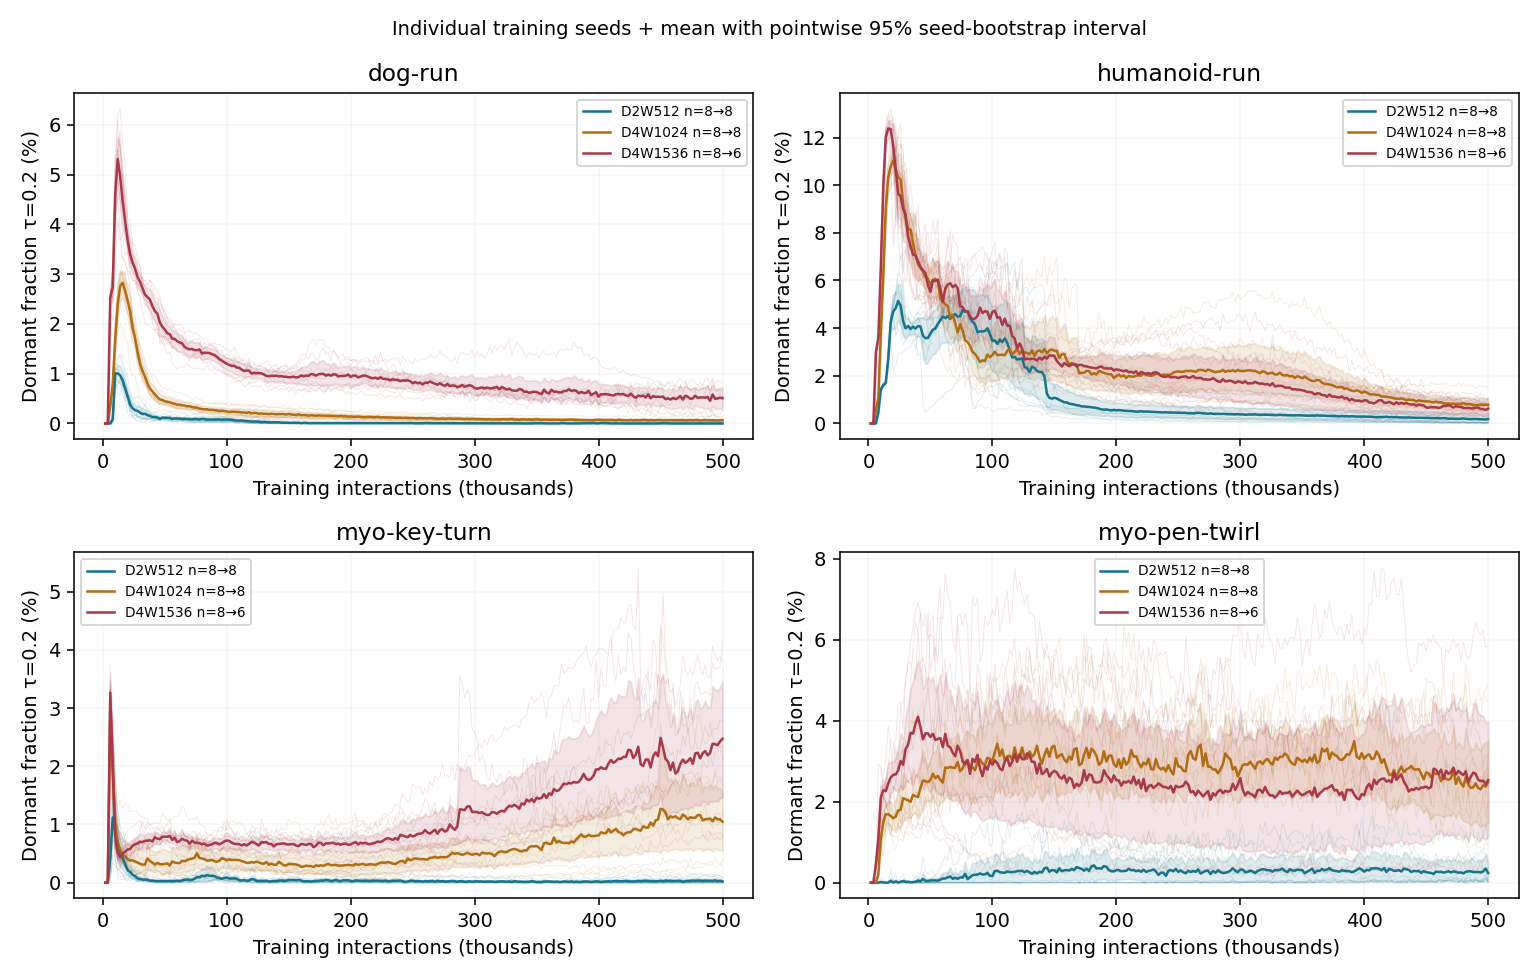 Individual training seeds + mean with pointwise 95% seed-bootstrap interval
dog-run
Dormant fraction τ=0.2 (%)
6
5
4
3
2
1
0
D2W512 n=8→8
D4W1024 n=8→8
D4W1536 n=8→6
0 100 200 300 400 500
Training interactions (thousands)
humanoid-run
Dormant fraction τ=0.2 (%)
12
10
8
6
4
2
0
D2W512 n=8→8
D4W1024 n=8→8
D4W1536 n=8→6
0 100 200 300 400 500
Training interactions (thousands)
myo-key-turn
Dormant fraction τ=0.2 (%)
5
4
3
2
1
0
D2W512 n=8→8
D4W1024 n=8→8
D4W1536 n=8→6
0 100 200 300 400 500
Training interactions (thousands)
myo-pen-twirl
Dormant fraction τ=0.2 (%)
8
6
4
2
0
D2W512 n=8→8
D4W1024 n=8→8
D4W1536 n=8→6
0 100 200 300 400 500
Training interactions (thousands)